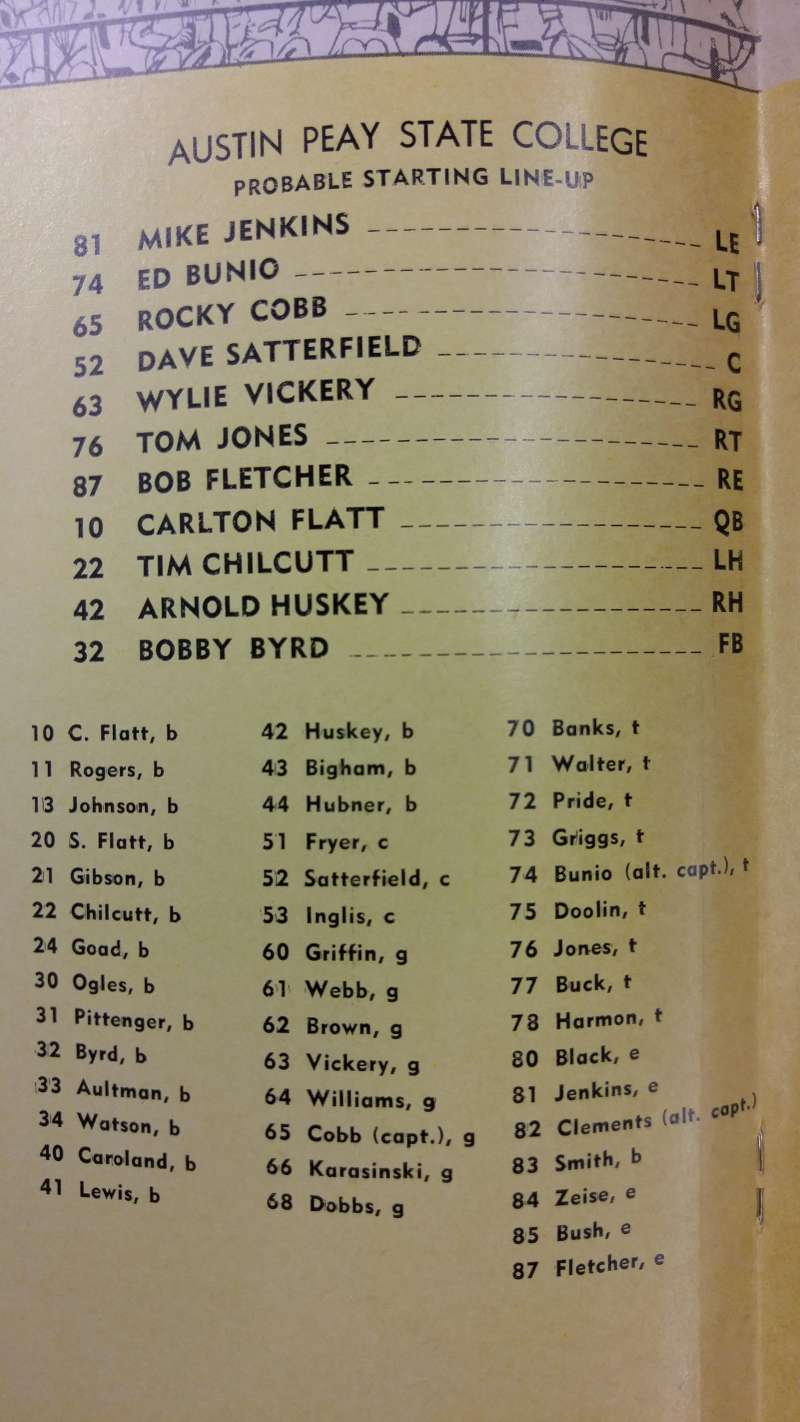 AUSTIN PEAY STATE COLLEGE
PROBABLE STARTING LINE-UP
81 MIKE JENKINS LE
74 ED BUNIO LT
65 ROCKY COBB LG
52 DAVE SATTERFIELD C
63 WYLIE VICKERY RG
76 TOM JONES RT
87 BOB FLETCHER RE
10 CARLTON FLATT QB
22 TIM CHILCUTT LH
42 ARNOLD HUSKEY RH
32 BOBBY BYRD FB
10 C. Flatt, b
11 Rogers, b
13 Johnson, b
20 S. Flatt, b
21 Gibson, b
22 Chilcutt, b
24 Goad, b
30 Ogles, b
31 Pittenger, b
32 Byrd, b
33 Aultman, b
34 Watson, b
40 Caroland, b
41 Lewis, b
42 Huskey, b
43 Bigham, b
44 Hubner, b
51 Fryer, c
52 Satterfield, c
53 Inglis, c
60 Griffin, g
61 Webb, g
62 Brown, g
63 Vickery, g
64 Williams, g
65 Cobb (capt.), g
66 Karasinski, g
68 Dobbs, g
70 Banks, t
71 Walter, t
72 Pride, t
73 Griggs, t
74 Bunio (alt. capt.), t
75 Doolin, t
76 Jones, t
77 Buck, t
78 Harmon, t
80 Black, e
81 Jenkins, e
82 Clements (alt. capt.)
83 Smith, b
84 Zeise, e
85 Bush, e
87 Fletcher, e